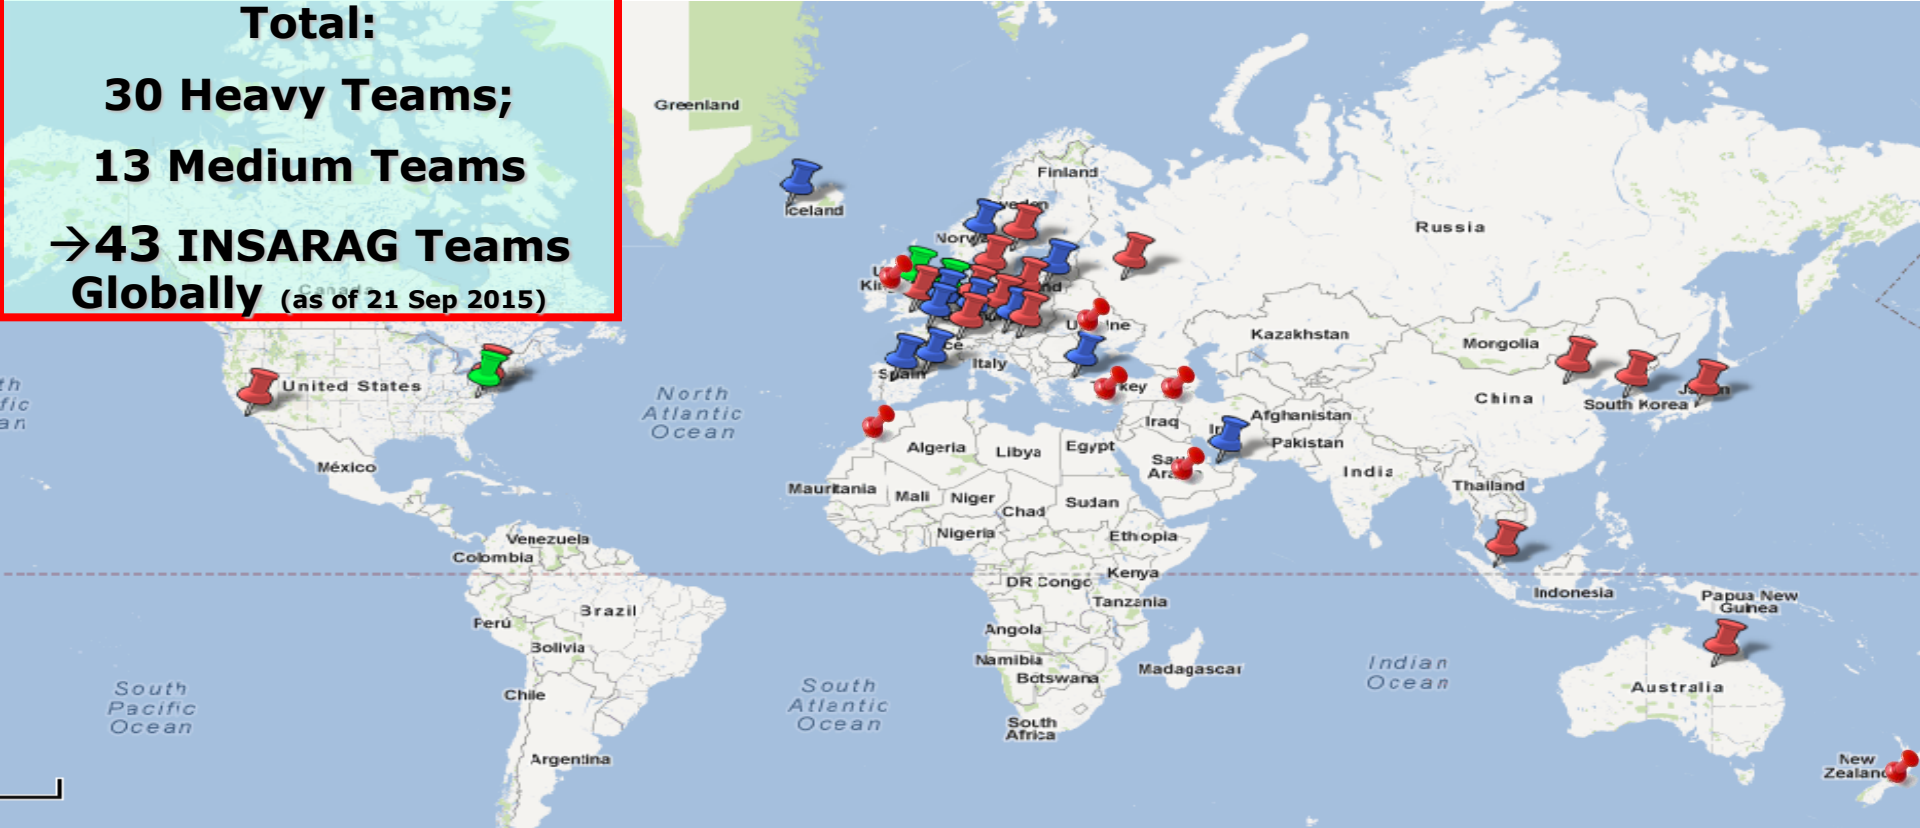 Total:
30 Heavy Teams;
13 Medium Teams
→43 INSARAG Teams
Globally (as of 21 Sep 2015)
Canada
Greenland
Iceland
Finland
Russia
Kazakhstan
Mongolia
United States
North
Atlantic
Ocean
Italy
China
South Korea
Afghanistan
Iraq
Pakistan
Algeria
Libya
Egypt
India
México
Mauritania
Mali
Niger
Chad
Sudan
Thailand
Nigeria
Ethiopia
Venezuela
Colombia
DR Congo
Kenya
Tanzania
Indonesia
Papua New
Guinea
Brazil
Perú
Bolivia
Angola
Namibia
Botswana
Madagascar
Indian
Ocean
Australia
South
Pacific
Ocean
South
Atlantic
Ocean
Chile
South
Africa
Argentina
New